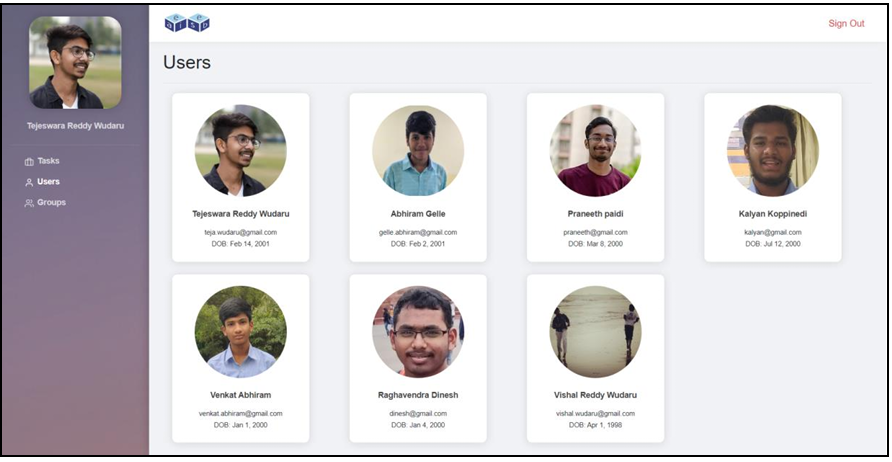 Tejeswara Reddy Wudaru
Tasks
Users
Groups
Sign Out
Users
Tejeswara Reddy Wudaru
teja.wudaru@gmail.com
DOB: Feb 14, 2001
Abhiram Gelle
gelle.abhiram@gmail.com
DOB: Feb 2, 2001
Praneeth paidi
praneeth@gmail.com
DOB: Mar 8, 2000
Kalyan Koppinedi
kalyan@gmail.com
DOB: Jul 12, 2000
Venkat Abhiram
venkat.abhiram@gmail.com
DOB: Jan 1, 2000
Raghavendra Dinesh
dinesh@gmail.com
DOB: Jan 4, 2000
Vishal Reddy Wudaru
vishal.wudaru@gmail.com
DOB: Apr 1, 1998